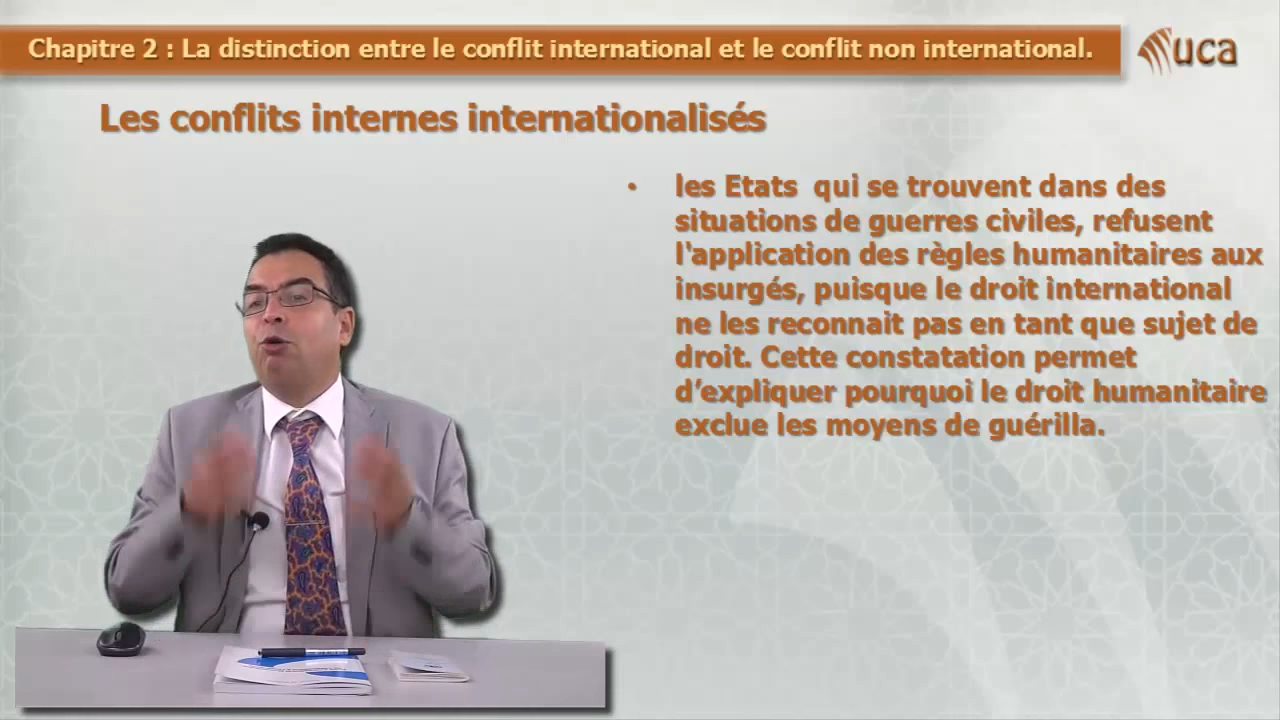 Chapitre 2 : La distinction entre le conflit international et le conflit non international.
uca
Les conflits internes internationalisés
• les Etats qui se trouvent dans des
situations de guerres civiles, refusent
l'application des règles humanitaires aux
insurgés, puisque le droit international
ne les reconnait pas en tant que sujet de
droit. Cette constatation permet
d’expliquer pourquoi le droit humanitaire
exclue les moyens de guérilla.